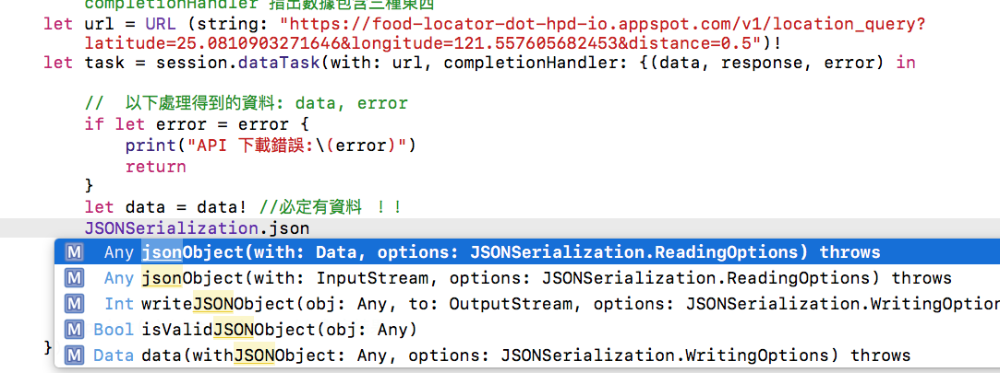 completionHandler 指出數據包含三種東西
let url = URL (string: "https://food-locator-dot-hpd-io.appspot.com/v1/location_query?
latitude=25.0810903271646&longitude=121.557605682453&distance=0.5")!
let task = session.dataTask(with: url, completionHandler: {(data, response, error) in
// 以下處理得到的資料: data, error
if let error = error {
print("API 下載錯誤:\(error)")
return
}
let data = data! //必定有資料 ！！
JSONSerialization.json
M Any jsonObject(with: Data, options: JSONSerialization.ReadingOptions) throws
M Any jsonObject(with: InputStream, options: JSONSerialization.ReadingOptions) throws
M Int writeJSONObject(obj: Any, to: OutputStream, options: JSONSerialization.WritingOption
M Bool isValidJSONObject(obj: Any)
} M Data data(withJSONObject: Any, options: JSONSerialization.WritingOptions) throws